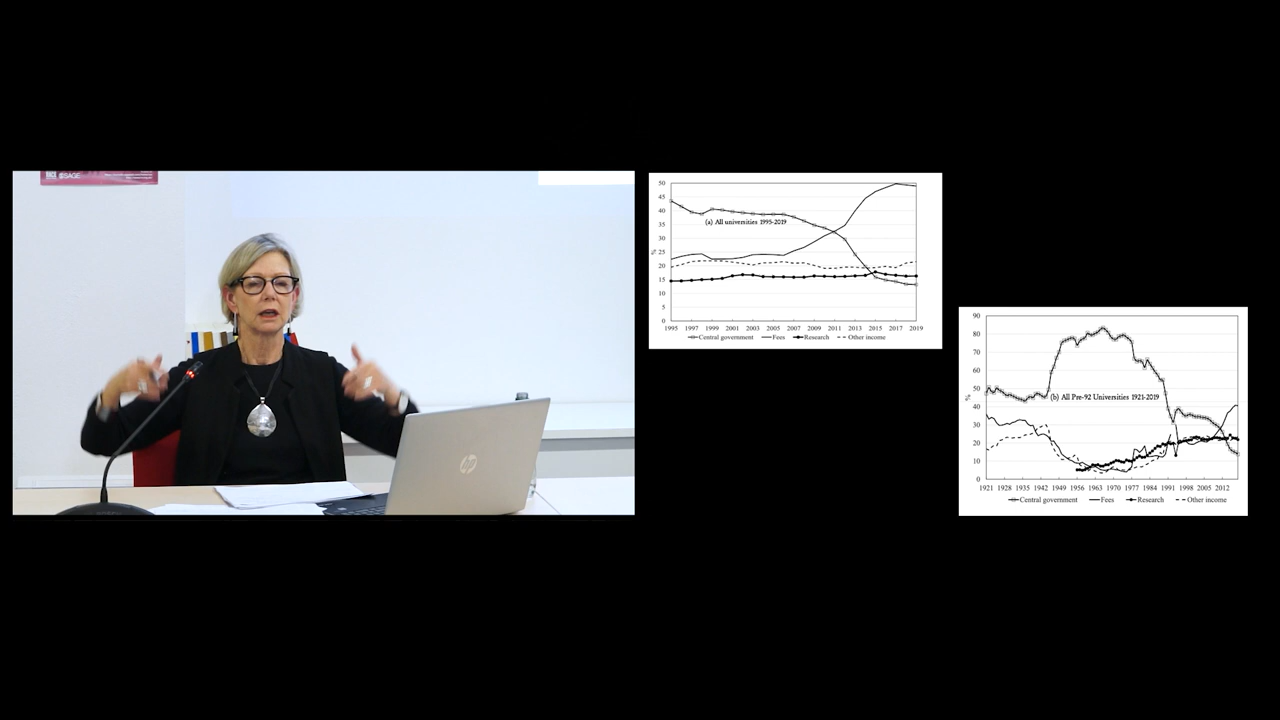 RACE
SAGE
hp
50
45
40
35
30
25
20
15
10
5
0
%
(a) All universities 1995-2019
1995 1997 1999 2001 2003 2005 2007 2009 2011 2013 2015 2017 2019
Central government Fees Research Other income
90
80
70
60
50
40
30
20
10
0
%
(b) All Pre-92 Universities 1921-2019
1921 1928 1935 1942 1949 1956 1963 1970 1977 1984 1991 1998 2005 2012
Central government Fees Research Other income